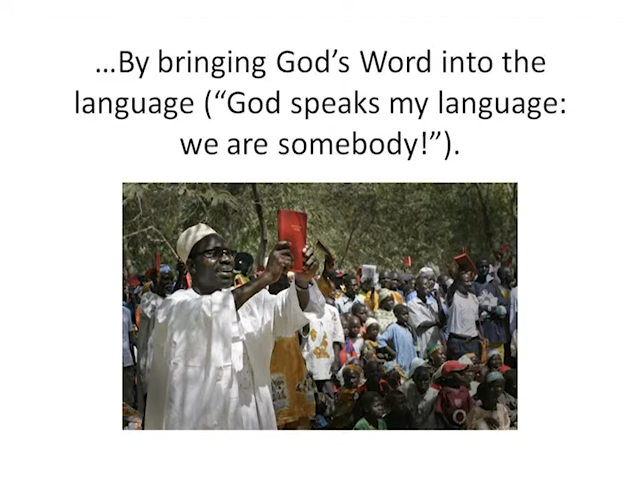 …By bringing God’s Word into the
language (“God speaks my language:
we are somebody!”).